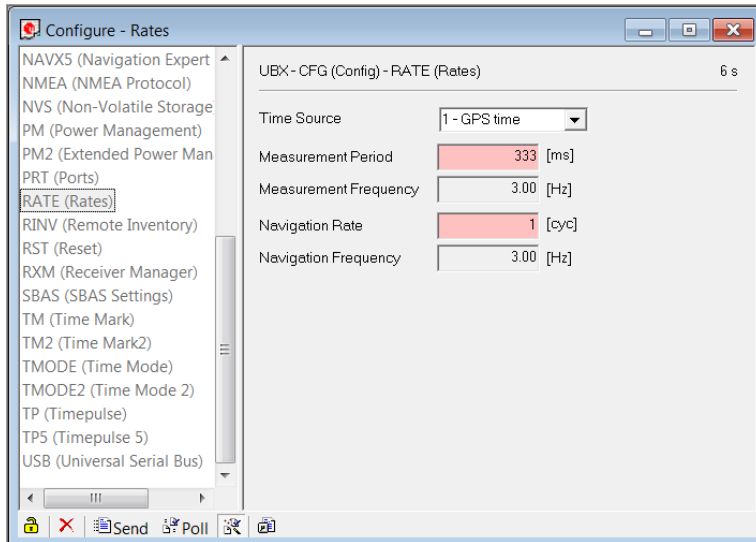 Configure - Rates
NAVX5 (Navigation Expert
NMEA (NMEA Protocol)
NVS (Non-Volatile Storage
PM (Power Management)
PM2 (Extended Power Man
PRT (Ports)
RATE (Rates)
RINV (Remote Inventory)
RST (Reset)
RXM (Receiver Manager)
SBAS (SBAS Settings)
TM (Time Mark)
TM2 (Time Mark2)
TMODE (Time Mode)
TMODE2 (Time Mode 2)
TP (Timepulse)
TP5 (Timepulse 5)
USB (Universal Serial Bus)
UBX - CFG (Config) - RATE (Rates) 6 s
Time Source 1 - GPS time
Measurement Period 333 [ms]
Measurement Frequency 3.00 [Hz]
Navigation Rate 1 [cyc]
Navigation Frequency 3.00 [Hz]
Send Poll